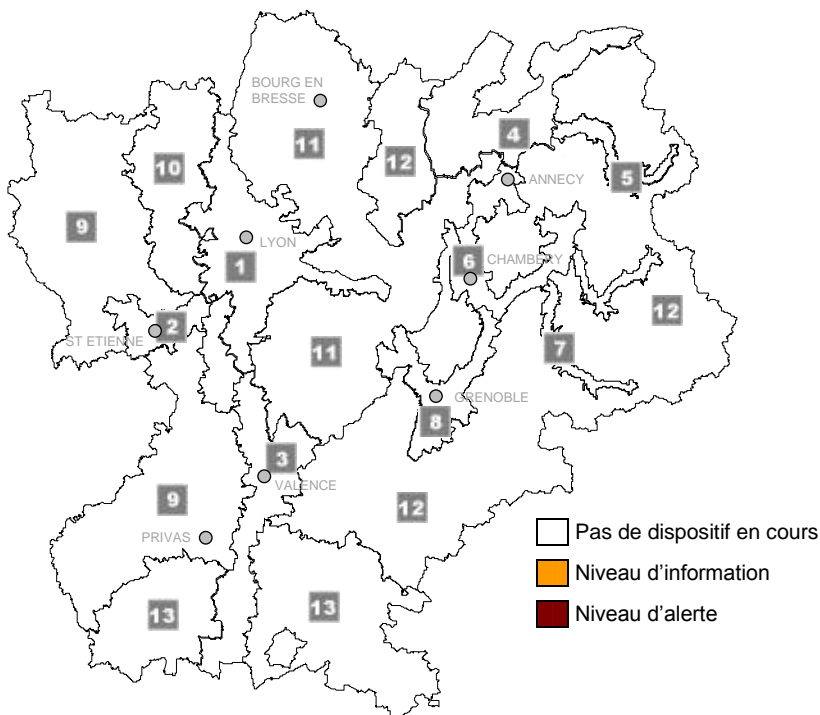 BOURG EN
BRESSE
4
11
12
10
ANNECY
5
9
LYON
1
6
CHAMBERY
12
2
ST ETIENNE
11
7
GRENOBLE
8
3
VALENCE
9
12
PRIVAS
13
13
Pas de dispositif en cours
Niveau d'information
Niveau d'alerte